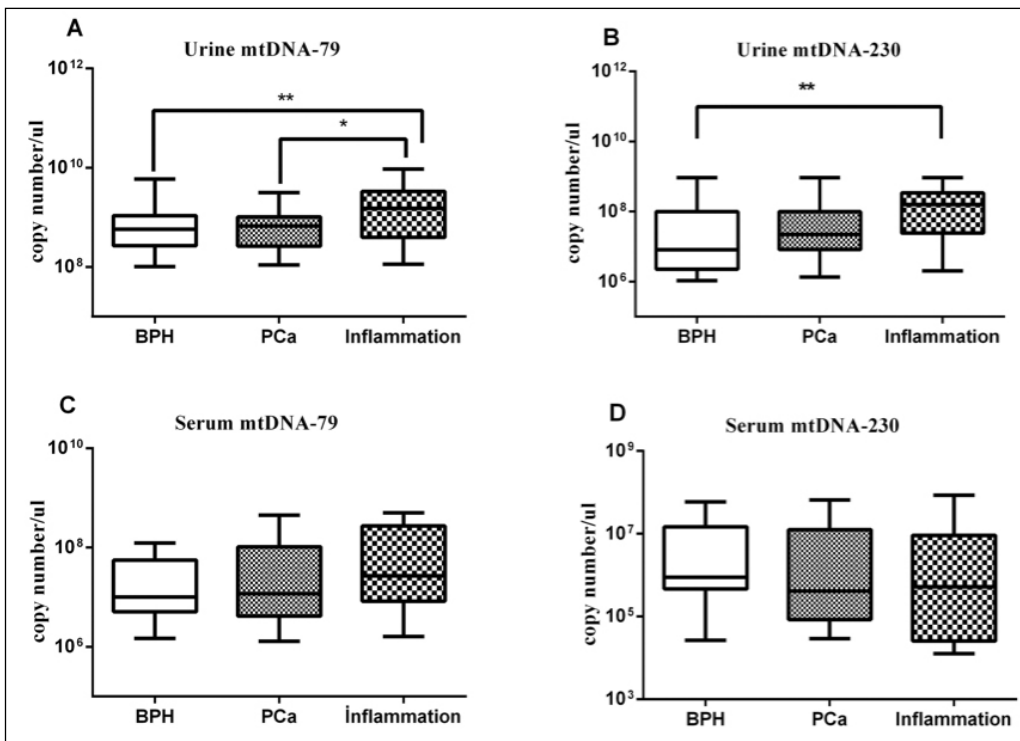 A
Urine mtDNA-79
copy number/ul
10¹²
10¹⁰
10⁸
**
*
BPH PCa Inflammation
B
Urine mtDNA-230
copy number/ul
10¹²
10¹⁰
10⁸
10⁶
**
BPH PCa Inflammation
C
Serum mtDNA-79
copy number/ul
10¹⁰
10⁸
10⁶
BPH PCa İnflammation
D
Serum mtDNA-230
copy number/ul
10⁹
10⁷
10⁵
10³
BPH PCa Inflammation